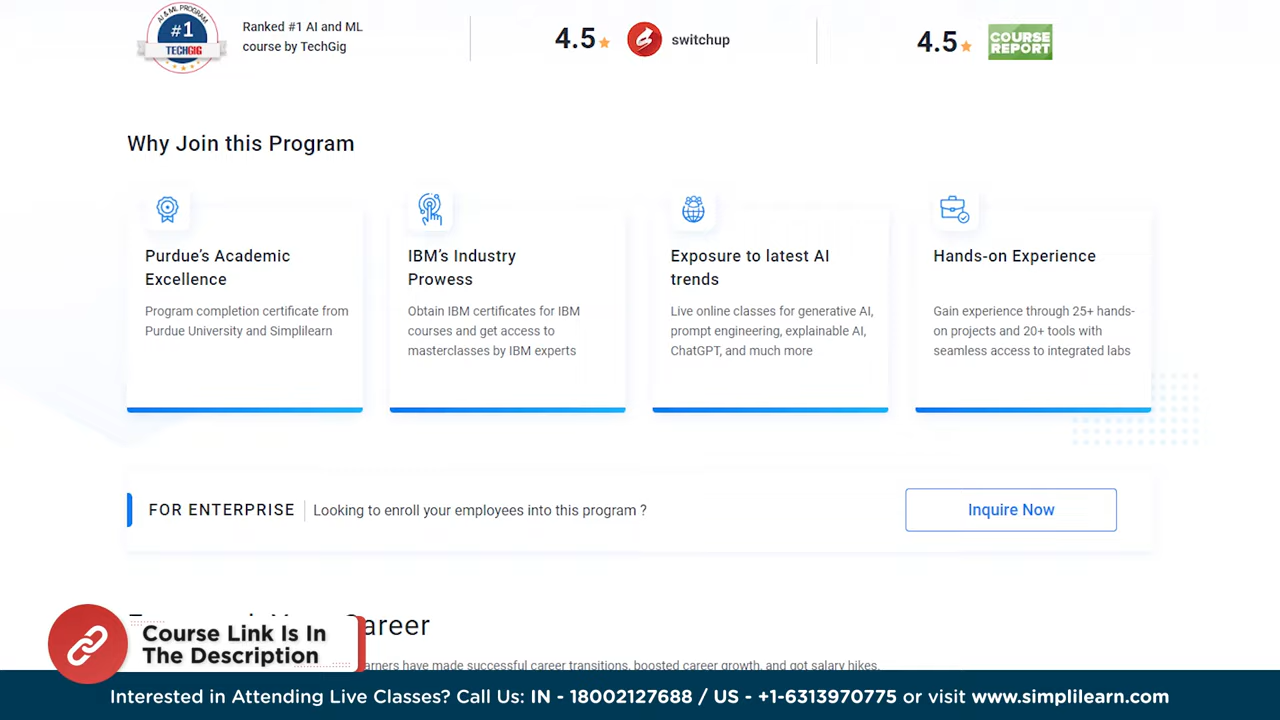 AI & ML PROGRAM
#1
TECHGIG
Ranked #1 AI and ML
course by TechGig
4.5
switchup
4.5
COURSE
REPORT
Why Join this Program
Purdue's Academic
Excellence
Program completion certificate from
Purdue University and Simplilearn
IBM's Industry
Prowess
Obtain IBM certificates for IBM
courses and get access to
masterclasses by IBM experts
Exposure to latest AI
trends
Live online classes for generative AI,
prompt engineering, explainable AI,
ChatGPT, and much more
Hands-on Experience
Gain experience through 25+ hands-
on projects and 20+ tools with
seamless access to integrated labs
FOR ENTERPRISE
Looking to enroll your employees into this program ?
Inquire Now
have made successful career transitions, boosted career growth, and got salary hikes.
Course Link Is In
The Description
Interested in Attending Live Classes? Call Us: IN - 18002127688 / US - +1-6313970775 or visit www.simplilearn.com